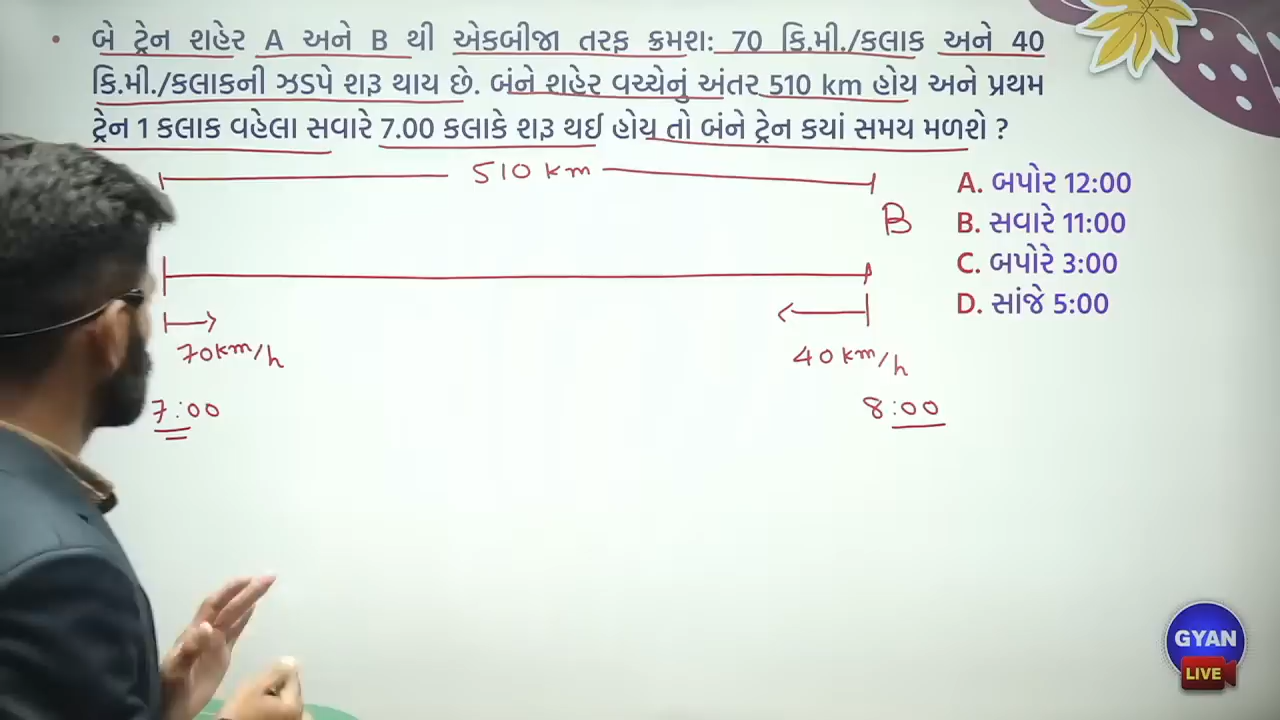 • બે ટ્રેન શહેર A અને B થી એકબીજા તરફ ક્રમશઃ 70 કિ.મી./કલાક અને 40
કિ.મી./કલાકની ઝડપે શરૂ થાય છે. બંને શહેર વચ્ચેનું અંતર 510 km હોય અને પ્રથમ
ટ્રેન 1 કલાક વહેલા સવારે 7.00 કલાકે શરૂ થઈ હોય તો બંને ટ્રેન કયાં સમય મળશે ?
510 km
A. બપોર 12:00
B. સવારે 11:00
C. બપોરે 3:00
D. સાંજે 5:00
B
70km/h
40km/h
7:00
8:00
GYAN
LIVE